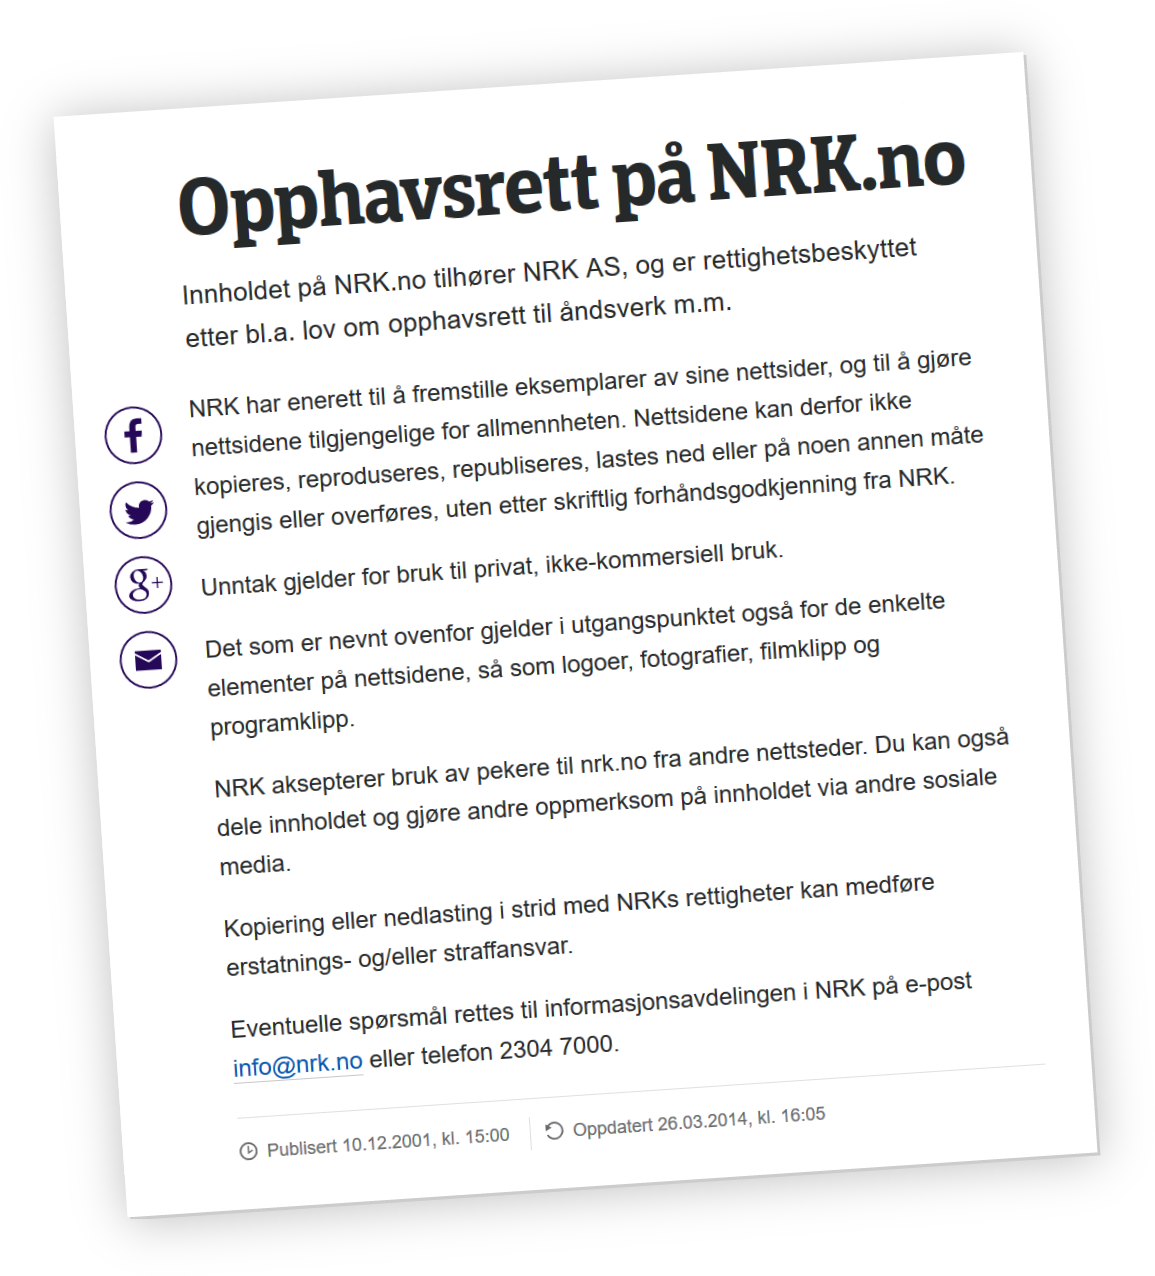 Opphavsrett på NRK.no
Innholdet på NRK.no tilhører NRK AS, og er rettighetsbeskyttet
etter bl.a. lov om opphavsrett til åndsverk m.m.
NRK har enerett til å fremstille eksemplarer av sine nettsider, og til å gjøre
nettsidene tilgjengelige for allmennheten. Nettsidene kan derfor ikke
kopieres, reproduseres, republiseres, lastes ned eller på noen annen måte
gjengis eller overføres, uten etter skriftlig forhåndsgodkjenning fra NRK.
Unntak gjelder for bruk til privat, ikke-kommersiell bruk.
Det som er nevnt ovenfor gjelder i utgangspunktet også for de enkelte
elementer på nettsidene, så som logoer, fotografier, filmklipp og
programklipp.
NRK aksepterer bruk av pekere til nrk.no fra andre nettsteder. Du kan også
dele innholdet og gjøre andre oppmerksom på innholdet via andre sosiale
media.
Kopiering eller nedlasting i strid med NRKs rettigheter kan medføre
erstatnings- og/eller straffansvar.
Eventuelle spørsmål rettes til informasjonsavdelingen i NRK på e-post
info@nrk.no eller telefon 2304 7000.
Publisert 10.12.2001, kl. 15:00 Oppdatert 26.03.2014, kl. 16:05
f
g+